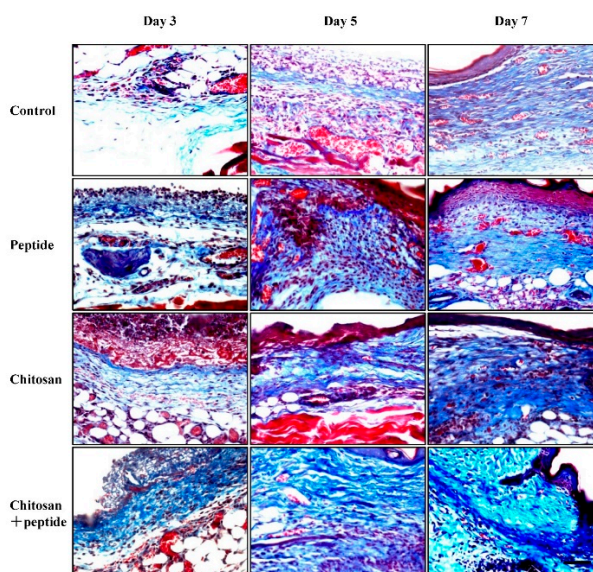 Day 3 Day 5 Day 7
Control
Peptide
Chitosan
Chitosan
+peptide